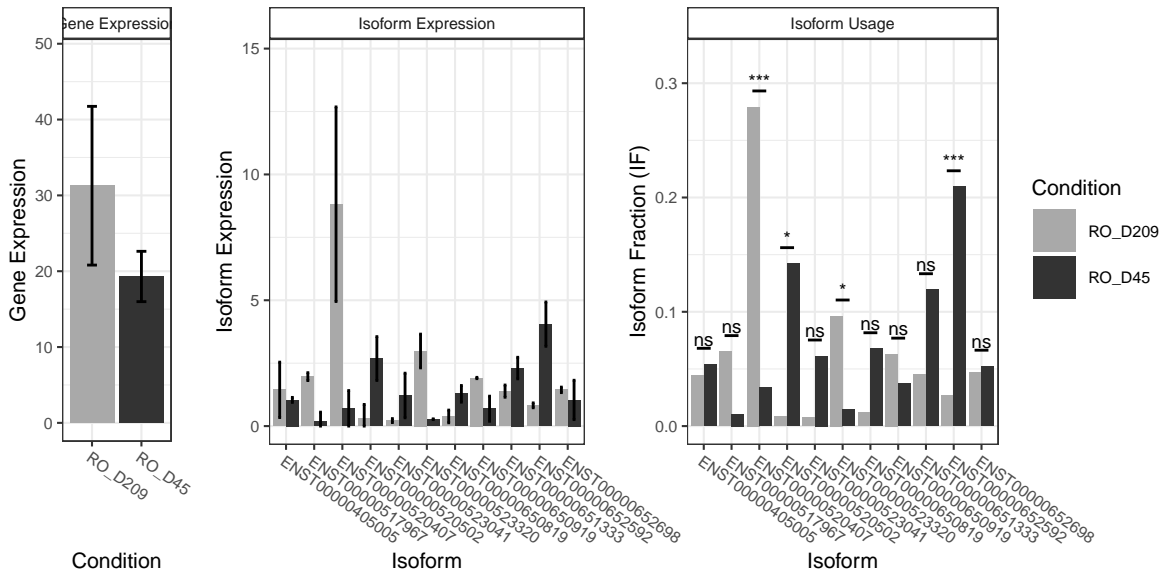 Gene Expression
Gene Expression
50
40
30
20
10
0
RO_D209
RO_D45
Condition
Isoform Expression
Isoform Expression
15
10
5
0
ENST00000405005
ENST00000517967
ENST00000520407
ENST00000520502
ENST00000523041
ENST00000523320
ENST00000650819
ENST00000650919
ENST00000651333
ENST00000652592
ENST00000652698
Isoform
Isoform Usage
Isoform Fraction (IF)
0.3
0.2
0.1
0.0
ns
ns
***
*
ns
*
ns
ns
ns
***
ns
ENST00000405005
ENST00000517967
ENST00000520407
ENST00000520502
ENST00000523041
ENST00000523320
ENST00000650819
ENST00000650919
ENST00000651333
ENST00000652592
ENST00000652698
Isoform
Condition
RO_D209
RO_D45